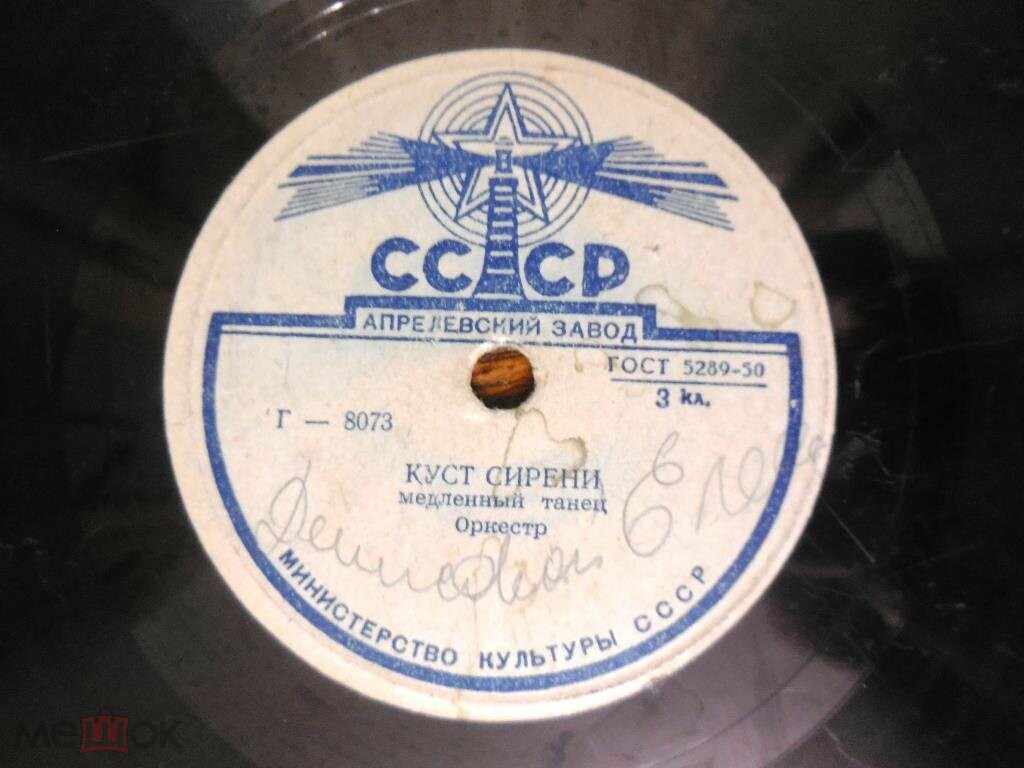 СССР
АПРЕЛЕВСКИЙ ЗАВОД
ГОСТ 5289-50
3 кл.
Г — 8073
КУСТ СИРЕНИ
медленный танец
Оркестр
МИНИСТЕРСТВО КУЛЬТУРЫ СССР
мешок